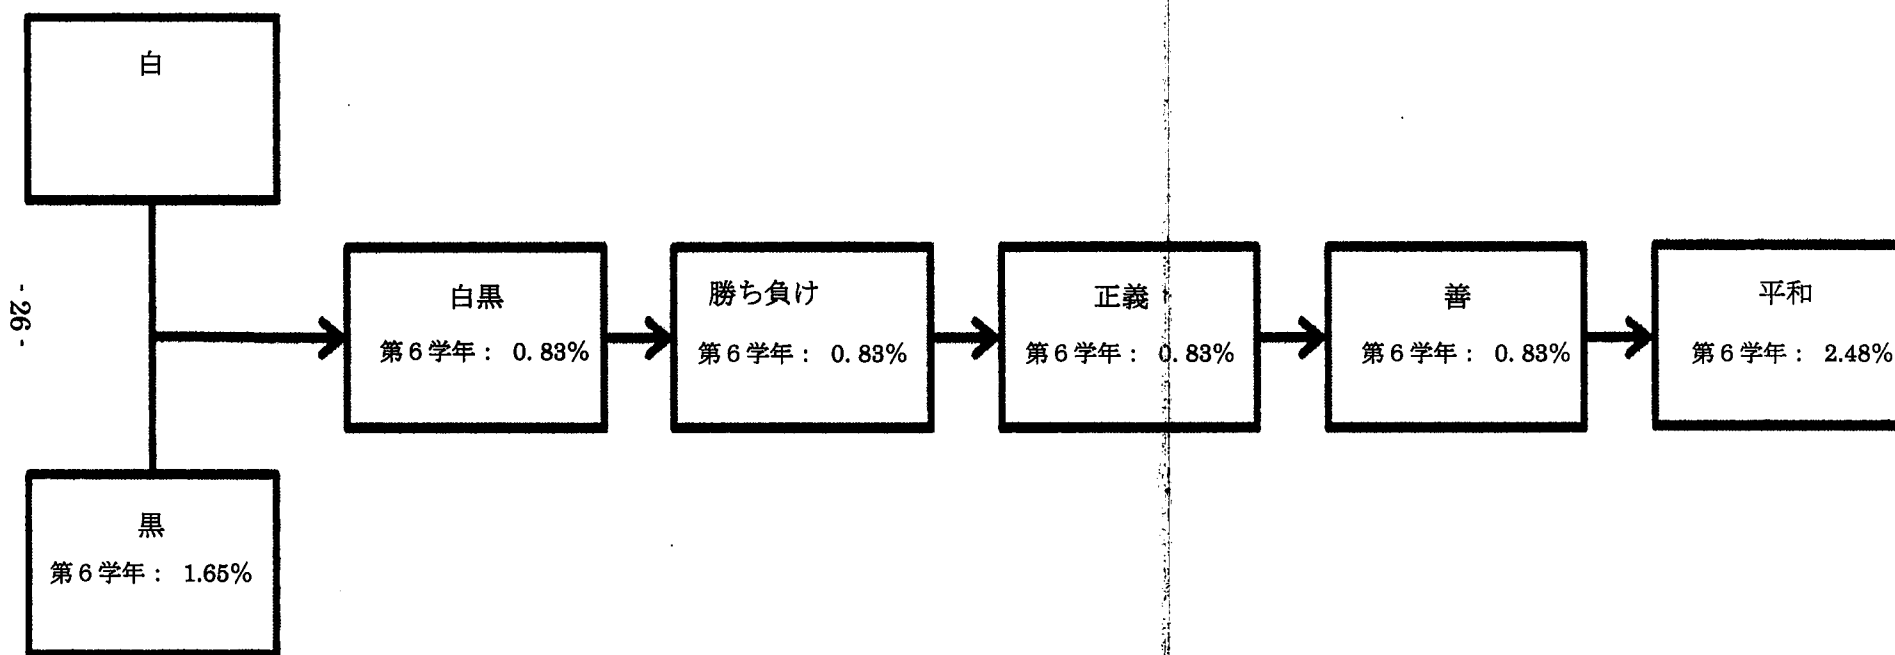 白
- 26 -
白黒
第6学年： 0.83%
勝ち負け
第6学年： 0.83%
正義
第6学年： 0.83%
善
第6学年： 0.83%
平和
第6学年： 2.48%
黒
第6学年： 1.65%